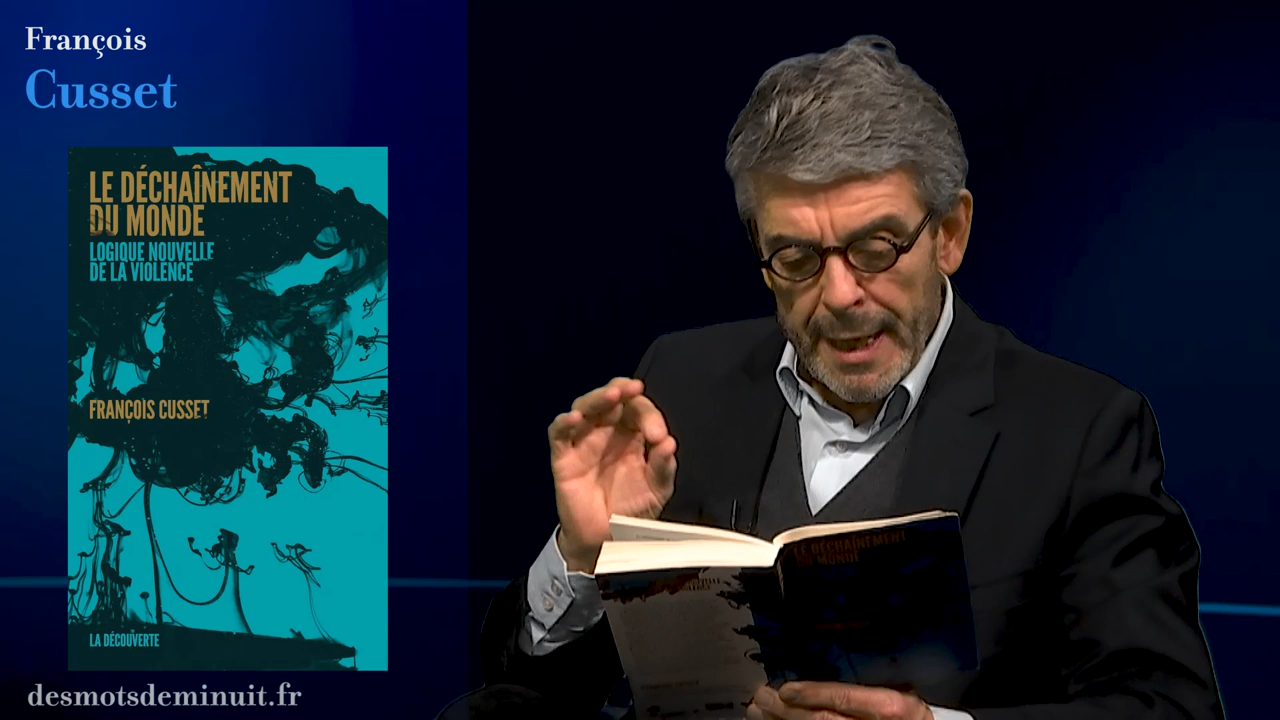 François
Cusset
LE DÉCHAÎNEMENT
DU MONDE
LOGIQUE NOUVELLE
DE LA VIOLENCE
FRANÇOIS CUSSET
LA DÉCOUVERTE
desmotsdeminuit.fr
LE DÉCHAÎNEMENT
DU MONDE